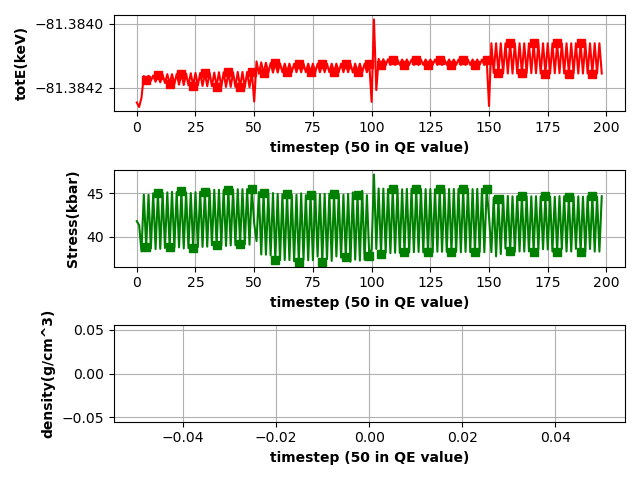 −81.3840
−81.3842
totE(keV)
0 25 50 75 100 125 150 175 200
timestep (50 in QE value)
45
40
Stress(kbar)
0 25 50 75 100 125 150 175 200
timestep (50 in QE value)
0.05
0.00
−0.05
density(g/cm^3)
−0.04 −0.02 0.00 0.02 0.04
timestep (50 in QE value)